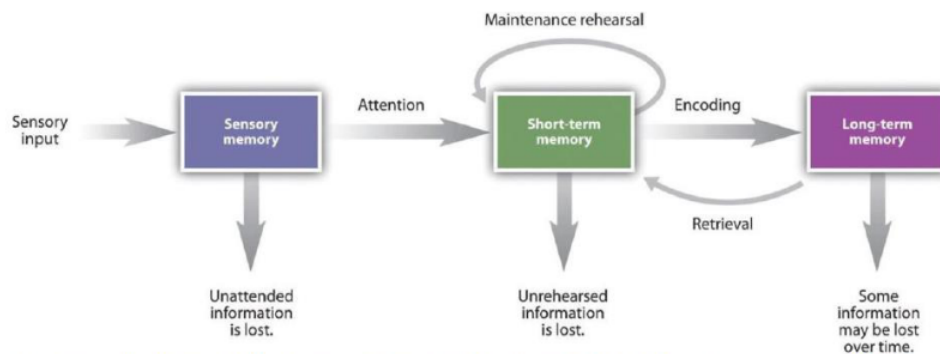 Maintenance rehearsal
Sensory
input
Sensory
memory
Attention
Short-term
memory
Encoding
Long-term
memory
Retrieval
Unattended
information
is lost.
Unrehearsed
information
is lost.
Some
information
may be lost
over time.